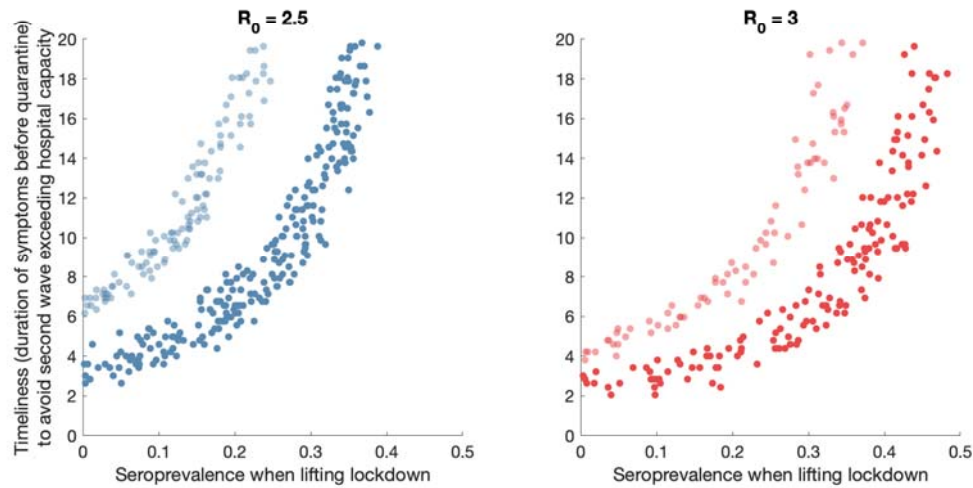 R₀ = 2.5
Timeliness (duration of symptoms before quarantine)
to avoid second wave exceeding hospital capacity
20
18
16
14
12
10
8
6
4
2
0
0 0.1 0.2 0.3 0.4 0.5
Seroprevalence when lifting lockdown
R₀ = 3
20
18
16
14
12
10
8
6
4
2
0
0 0.1 0.2 0.3 0.4 0.5
Seroprevalence when lifting lockdown